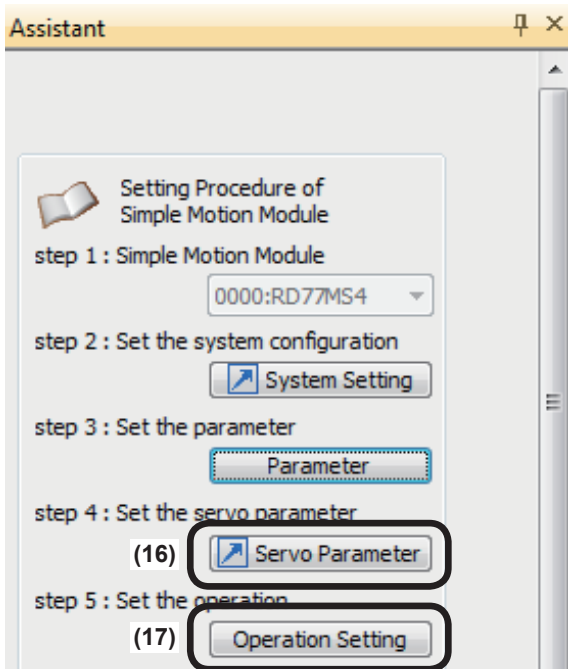 Assistant
Setting Procedure of
Simple Motion Module
step 1 : Simple Motion Module
0000:RD77MS4
step 2 : Set the system configuration
System Setting
step 3 : Set the parameter
Parameter
step 4 : Set the servo parameter
(16) Servo Parameter
step 5 : Set the operation
(17) Operation Setting